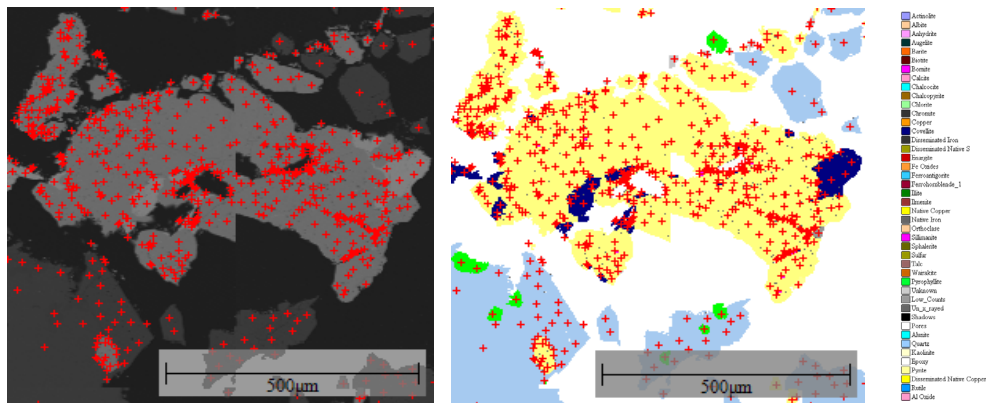 500µm
500µm
Actinolite
Albite
Anhydrite
Augelite
Barite
Biotite
Bornite
Calcite
Chalcocite
Chalcopyrite
Chlorite
Chromite
Copper
Covellite
Disseminated Iron
Disseminated Native S
Enargite
Fe Oxides
Ferroantigorite
Ferrohornblende_1
Illite
Ilmenite
Native Copper
Native Iron
Orthoclase
Sillimanite
Sphalerite
Sulfur
Talc
Wairakite
Pyrophyllite
Unknown
Low_Counts
Un_x_rayed
Shadows
Pores
Alunite
Quartz
Kaolinite
Epoxy
Pyrite
Disseminated Native Copper
Rutile
Al Oxide